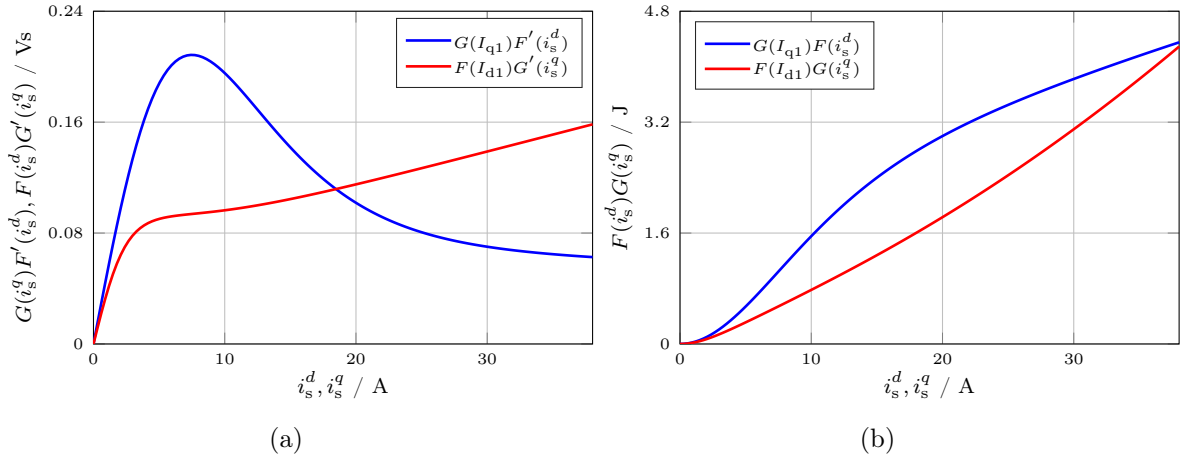 G(i_s^q)F′(i_s^d), F(i_s^d)G′(i_s^q) / Vs
0.24
0.16
0.08
0
0 10 20 30
i_s^d, i_s^q / A
G(I_q1)F′(i_s^d)
F(I_d1)G′(i_s^q)
(a)
F(i_s^d)G(i_s^q) / J
4.8
3.2
1.6
0
0 10 20 30
i_s^d, i_s^q / A
G(I_q1)F(i_s^d)
F(I_d1)G(i_s^q)
(b)